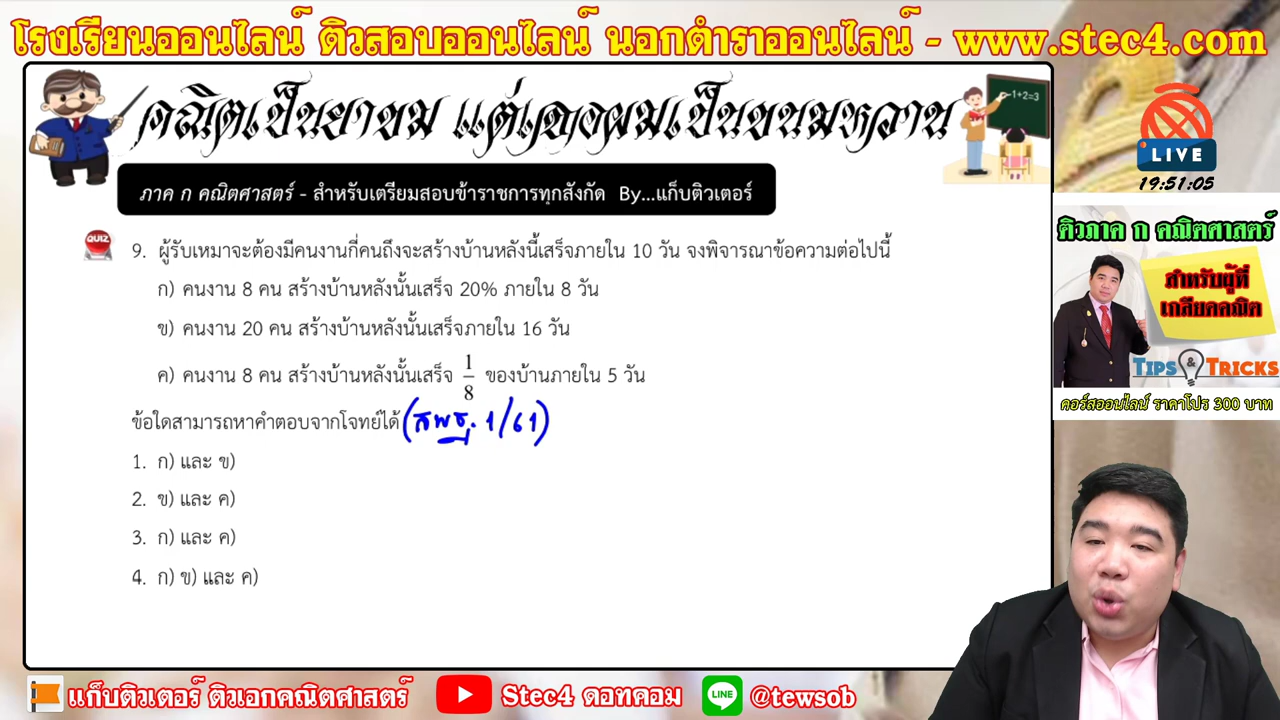 โรงเรียนออนไลน์ ติวสอบออนไลน์ นอกตำราออนไลน์ - www.stec4.com
คณิตเป็นยาขม แต่เขาผมเป็นขนมหวาน
1+2=3
LIVE
19:51:05
ภาค ก คณิตศาสตร์ - สำหรับเตรียมสอบข้าราชการทุกสังกัด By...แก็บติวเตอร์
ติวภาค ก คณิตศาสตร์
สำหรับผู้ที่
เกลียดคณิต
TIPS & TRICKS
คอร์สออนไลน์ ราคาโปร 300 บาท
QUIZ
9. ผู้รับเหมาจะต้องมีคนงานกี่คนถึงจะสร้างบ้านหลังนี้เสร็จภายใน 10 วัน จงพิจารณาข้อความต่อไปนี้
ก) คนงาน 8 คน สร้างบ้านหลังนั้นเสร็จ 20% ภายใน 8 วัน
ข) คนงาน 20 คน สร้างบ้านหลังนั้นเสร็จภายใน 16 วัน
ค) คนงาน 8 คน สร้างบ้านหลังนั้นเสร็จ 1/8 ของบ้านภายใน 5 วัน
ข้อใดสามารถหาคำตอบจากโจทย์ได้ (สพฐ. 1/61)
1. ก) และ ข)
2. ข) และ ค)
3. ก) และ ค)
4. ก) ข) และ ค)
แก็บติวเตอร์ ติวเอกคณิตศาสตร์ Stec4 ดอทคอม LINE @tewsob